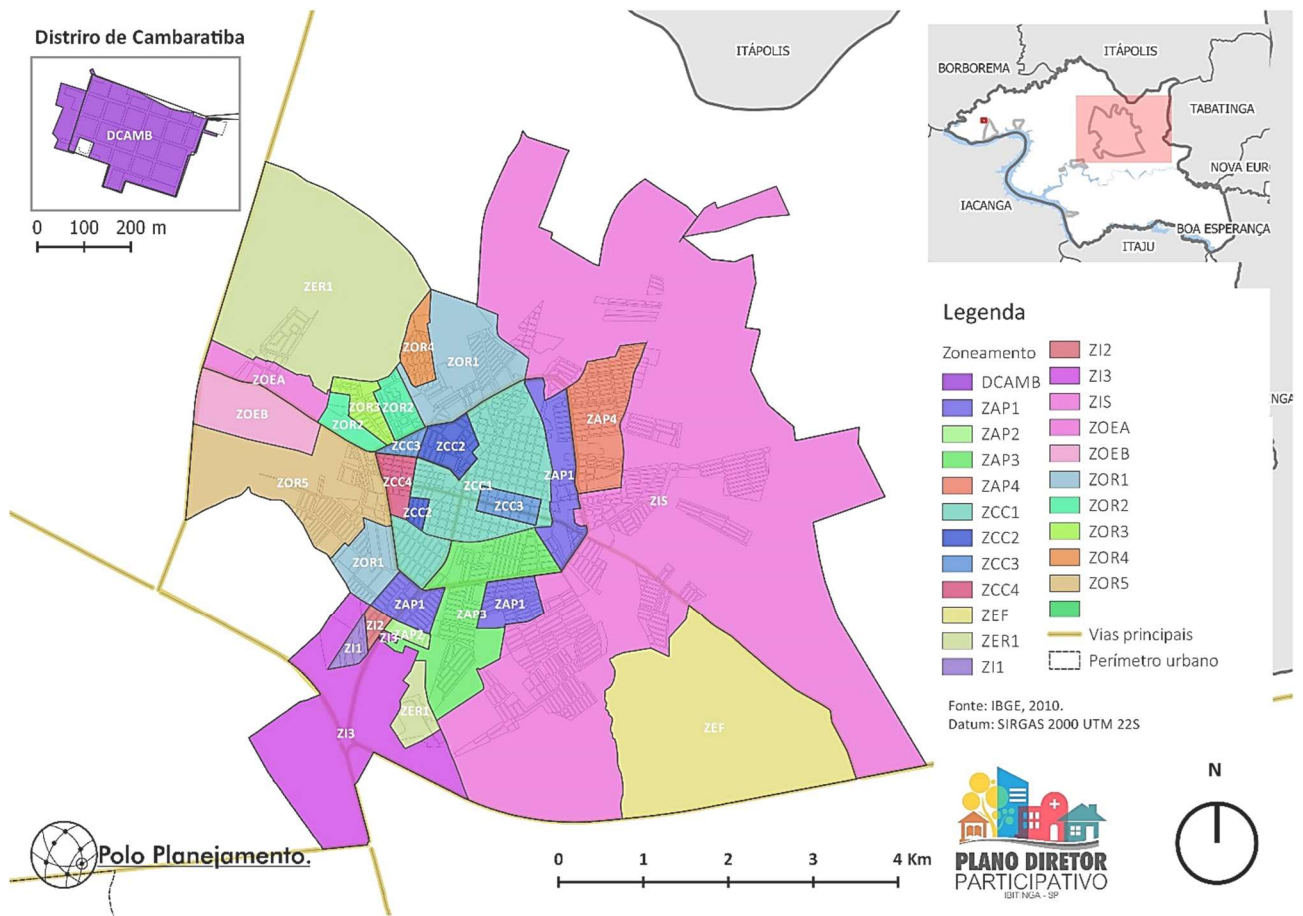 Distriro de Cambaratiba
DCAMB
0 100 200 m
ITÁPOLIS
ITÁPOLIS
BORBOREMA
TABATINGA
NOVA EUR
IACANGA
BOA ESPERANÇA
ITAJU
NGA
ZER1
ZOR4
ZOR1
ZOEA
ZOEB
ZOR3
ZOR2
ZOR2
ZCC3
ZCC2
ZAP4
ZOR5
ZCC4
ZCC1
ZAP1
ZIS
ZCC2
ZCC3
ZOR1
ZAP1
ZAP3
ZAP1
ZI2
ZI3
ZAP2
ZI1
ZER1
ZI3
ZEF
Legenda
Zoneamento
DCAMB
ZAP1
ZAP2
ZAP3
ZAP4
ZCC1
ZCC2
ZCC3
ZCC4
ZEF
ZER1
ZI1
ZI2
ZI3
ZIS
ZOEA
ZOEB
ZOR1
ZOR2
ZOR3
ZOR4
ZOR5
Vias principais
Perímetro urbano
Fonte: IBGE, 2010.
Datum: SIRGAS 2000 UTM 22S
Polo Planejamento.
0 1 2 3 4 Km
PLANO DIRETOR
PARTICIPATIVO
IBITINGA - SP
N